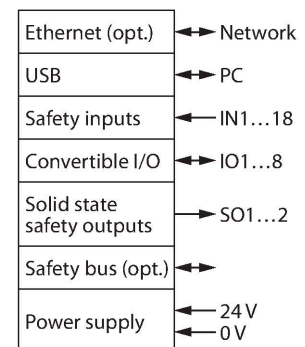 Ethernet (opt.) Network
USB PC
Safety inputs IN1...18
Convertible I/O IO1...8
Solid state
safety outputs SO1...2
Safety bus (opt.)
Power supply 24 V
0 V